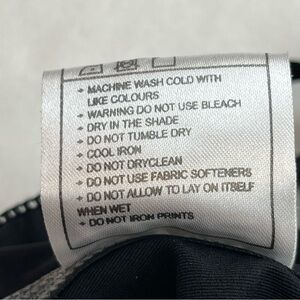 + MACHINE WASH COLD WITH
LIKE COLOURS
+ WARNING DO NOT USE BLEACH
+ DRY IN THE SHADE
+ DO NOT TUMBLE DRY
+ COOL IRON
+ DO NOT DRYCLEAN
+ DO NOT USE FABRIC SOFTENERS
+ DO NOT ALLOW TO LAY ON ITSELF
WHEN WET
+ DO NOT IRON PRINTS